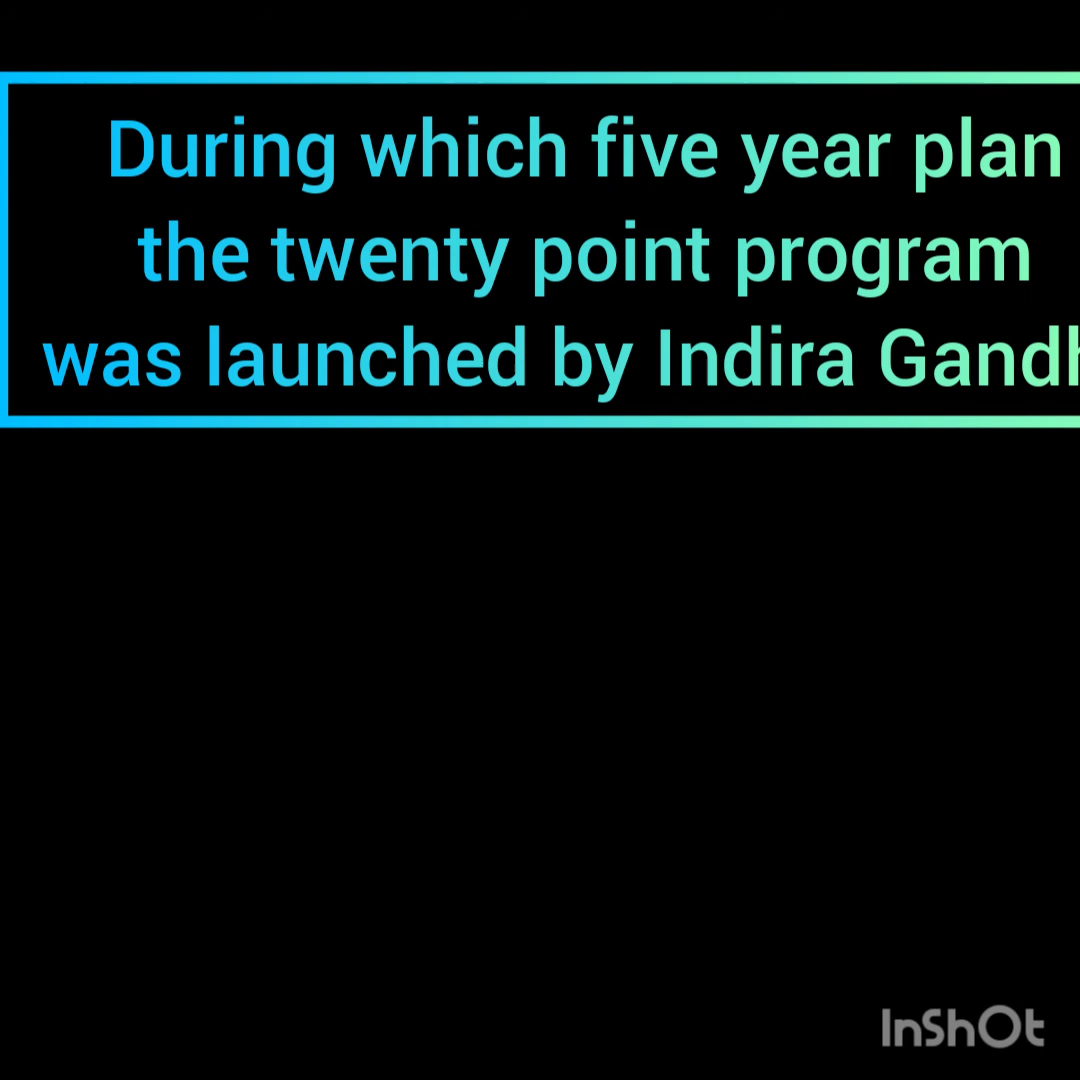 During which five year plan
the twenty point program
was launched by Indira Gandh
InShOt